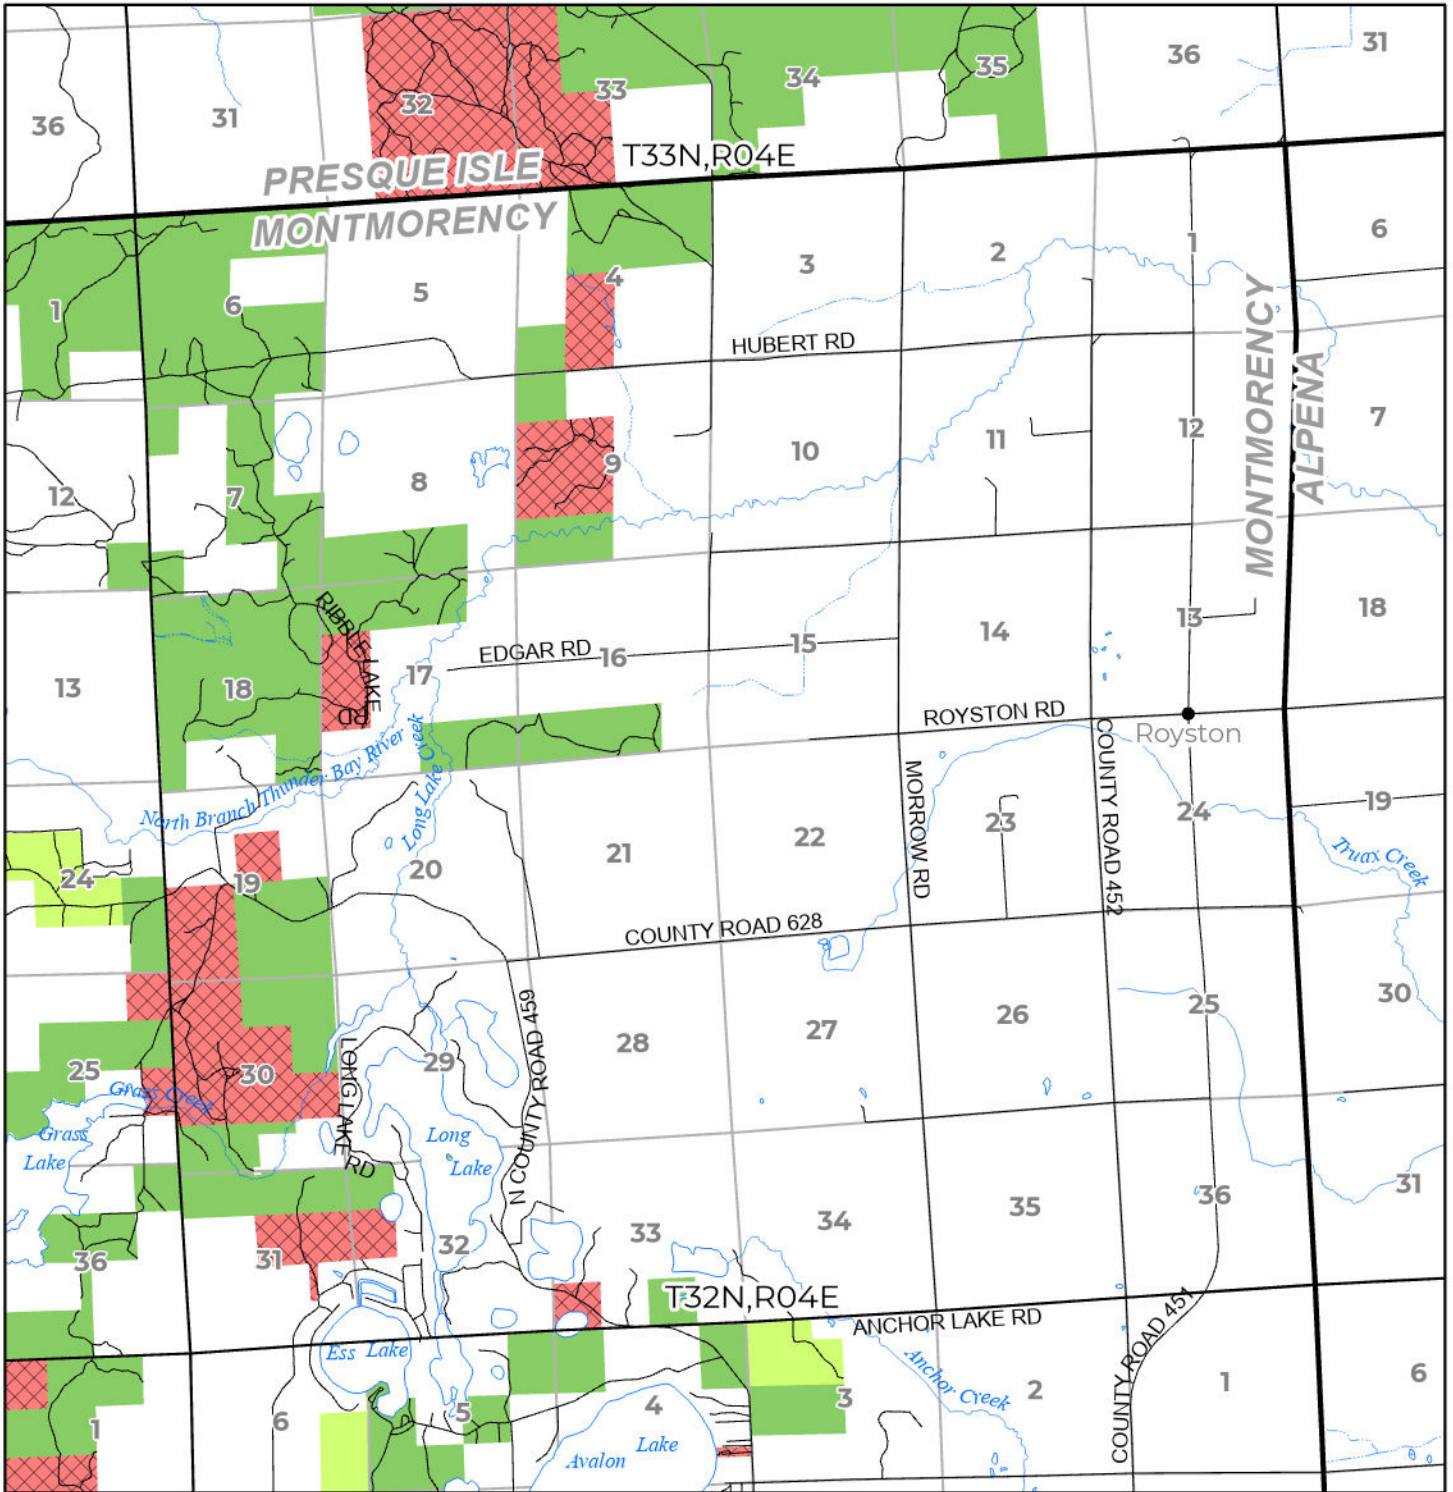 36
31
32
33
34
35
36
31
PRESQUE ISLE
T33N,R04E
MONTMORENCY
1
6
5
4
3
2
1
6
HUBERT RD
MONTMORENCY
ALPENA
12
7
8
9
10
11
12
7
RIBBLE LAKE
RD
EDGAR RD
13
18
17
16
15
14
13
18
ROYSTON RD
Royston
North Branch Thunder Bay River
Long Lake Creek
MORROW RD
COUNTY ROAD 452
24
19
20
21
22
23
24
19
Truax Creek
COUNTY ROAD 628
25
30
29
28
27
26
25
30
Grass Creek
Grass
Lake
LONG LAKE RD
N COUNTY ROAD 459
Long
Lake
36
31
32
33
34
35
36
31
T32N,R04E
ANCHOR LAKE RD
COUNTY ROAD 451
Ess Lake
Anchor Creek
1
6
5
4
3
2
1
6
Avalon
Lake